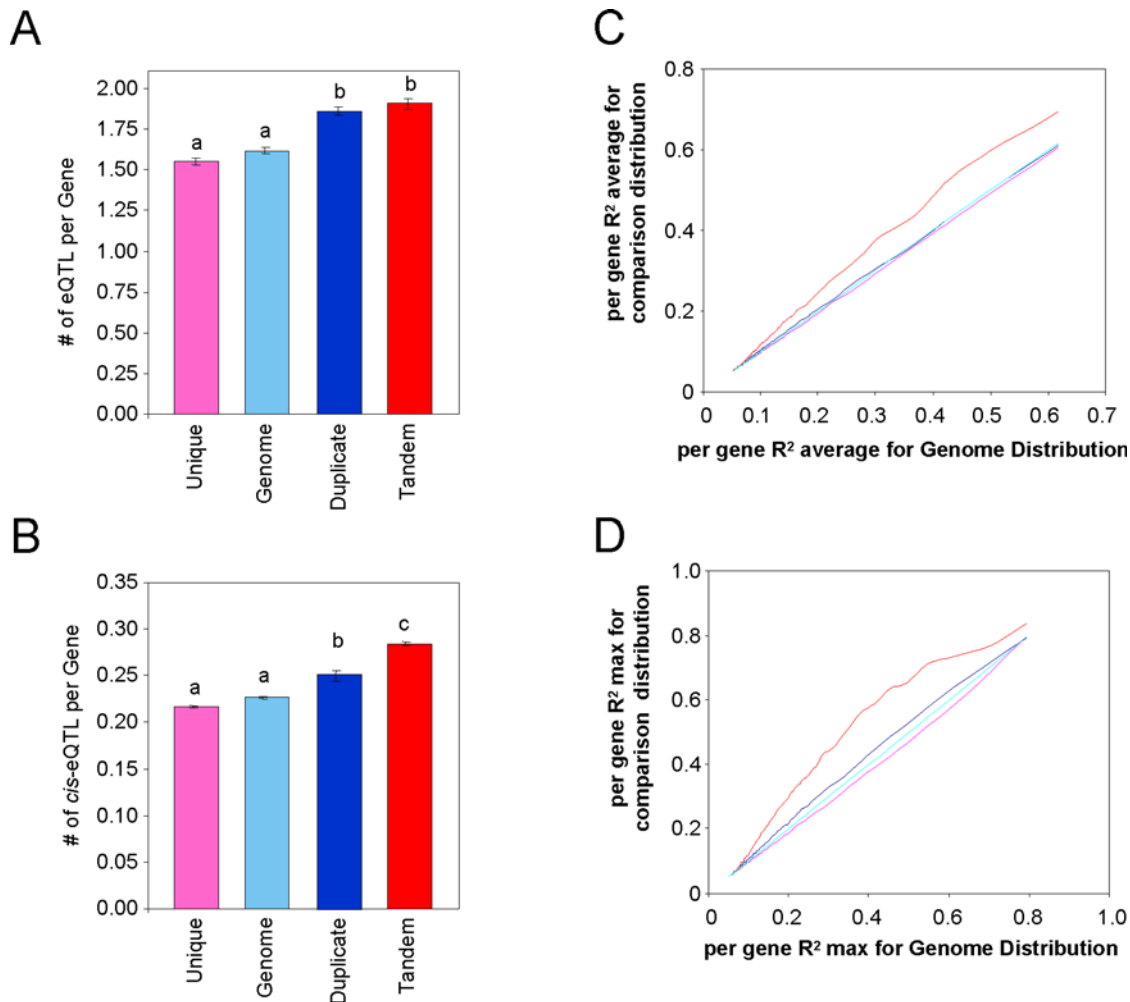 A
# of eQTL per Gene
2.00
1.75
1.50
1.25
1.00
0.75
0.50
0.25
0.00
a
a
b
b
Unique
Genome
Duplicate
Tandem
B
# of cis-eQTL per Gene
0.35
0.30
0.25
0.20
0.15
0.10
0.05
0.00
a
a
b
c
Unique
Genome
Duplicate
Tandem
C
per gene R² average for
comparison distribution
0.8
0.6
0.4
0.2
0
0
0.1
0.2
0.3
0.4
0.5
0.6
0.7
per gene R² average for Genome Distribution
D
per gene R² max for
comparison distribution
1.0
0.8
0.6
0.4
0.2
0
0
0.2
0.4
0.6
0.8
1.0
per gene R² max for Genome Distribution